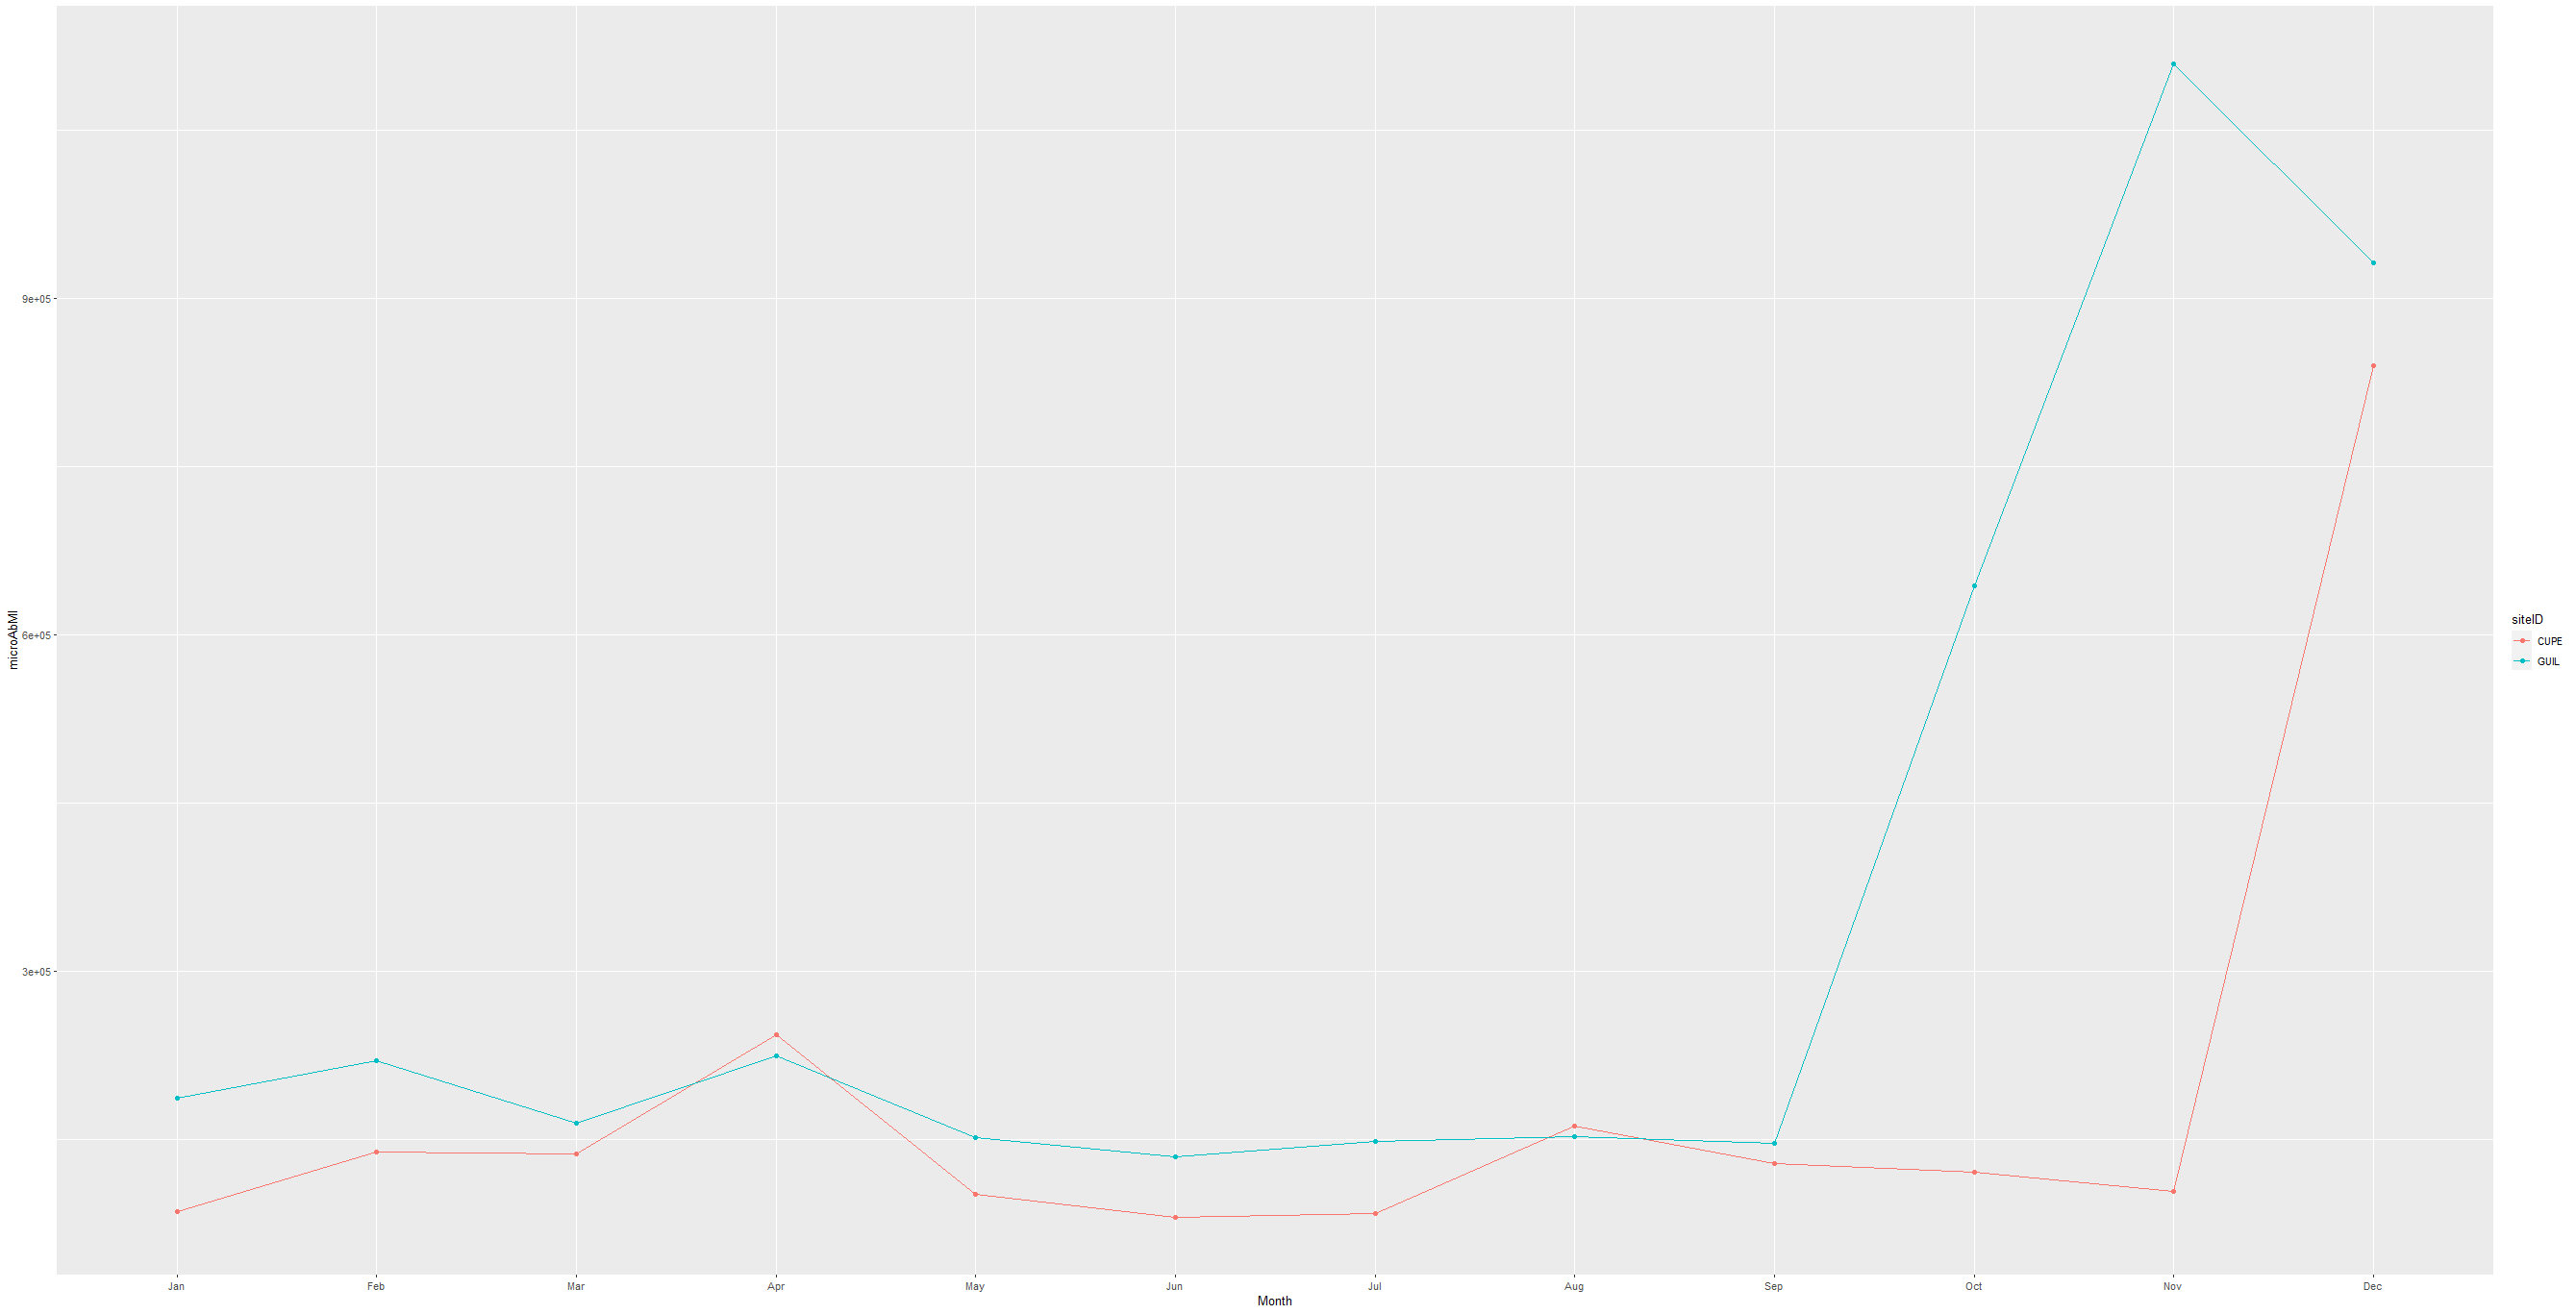 microAbMl
9e+05
6e+05
3e+05
Jan Feb Mar Apr May Jun Jul Aug Sep Oct Nov Dec
Month
siteID
CUPE
GUIL